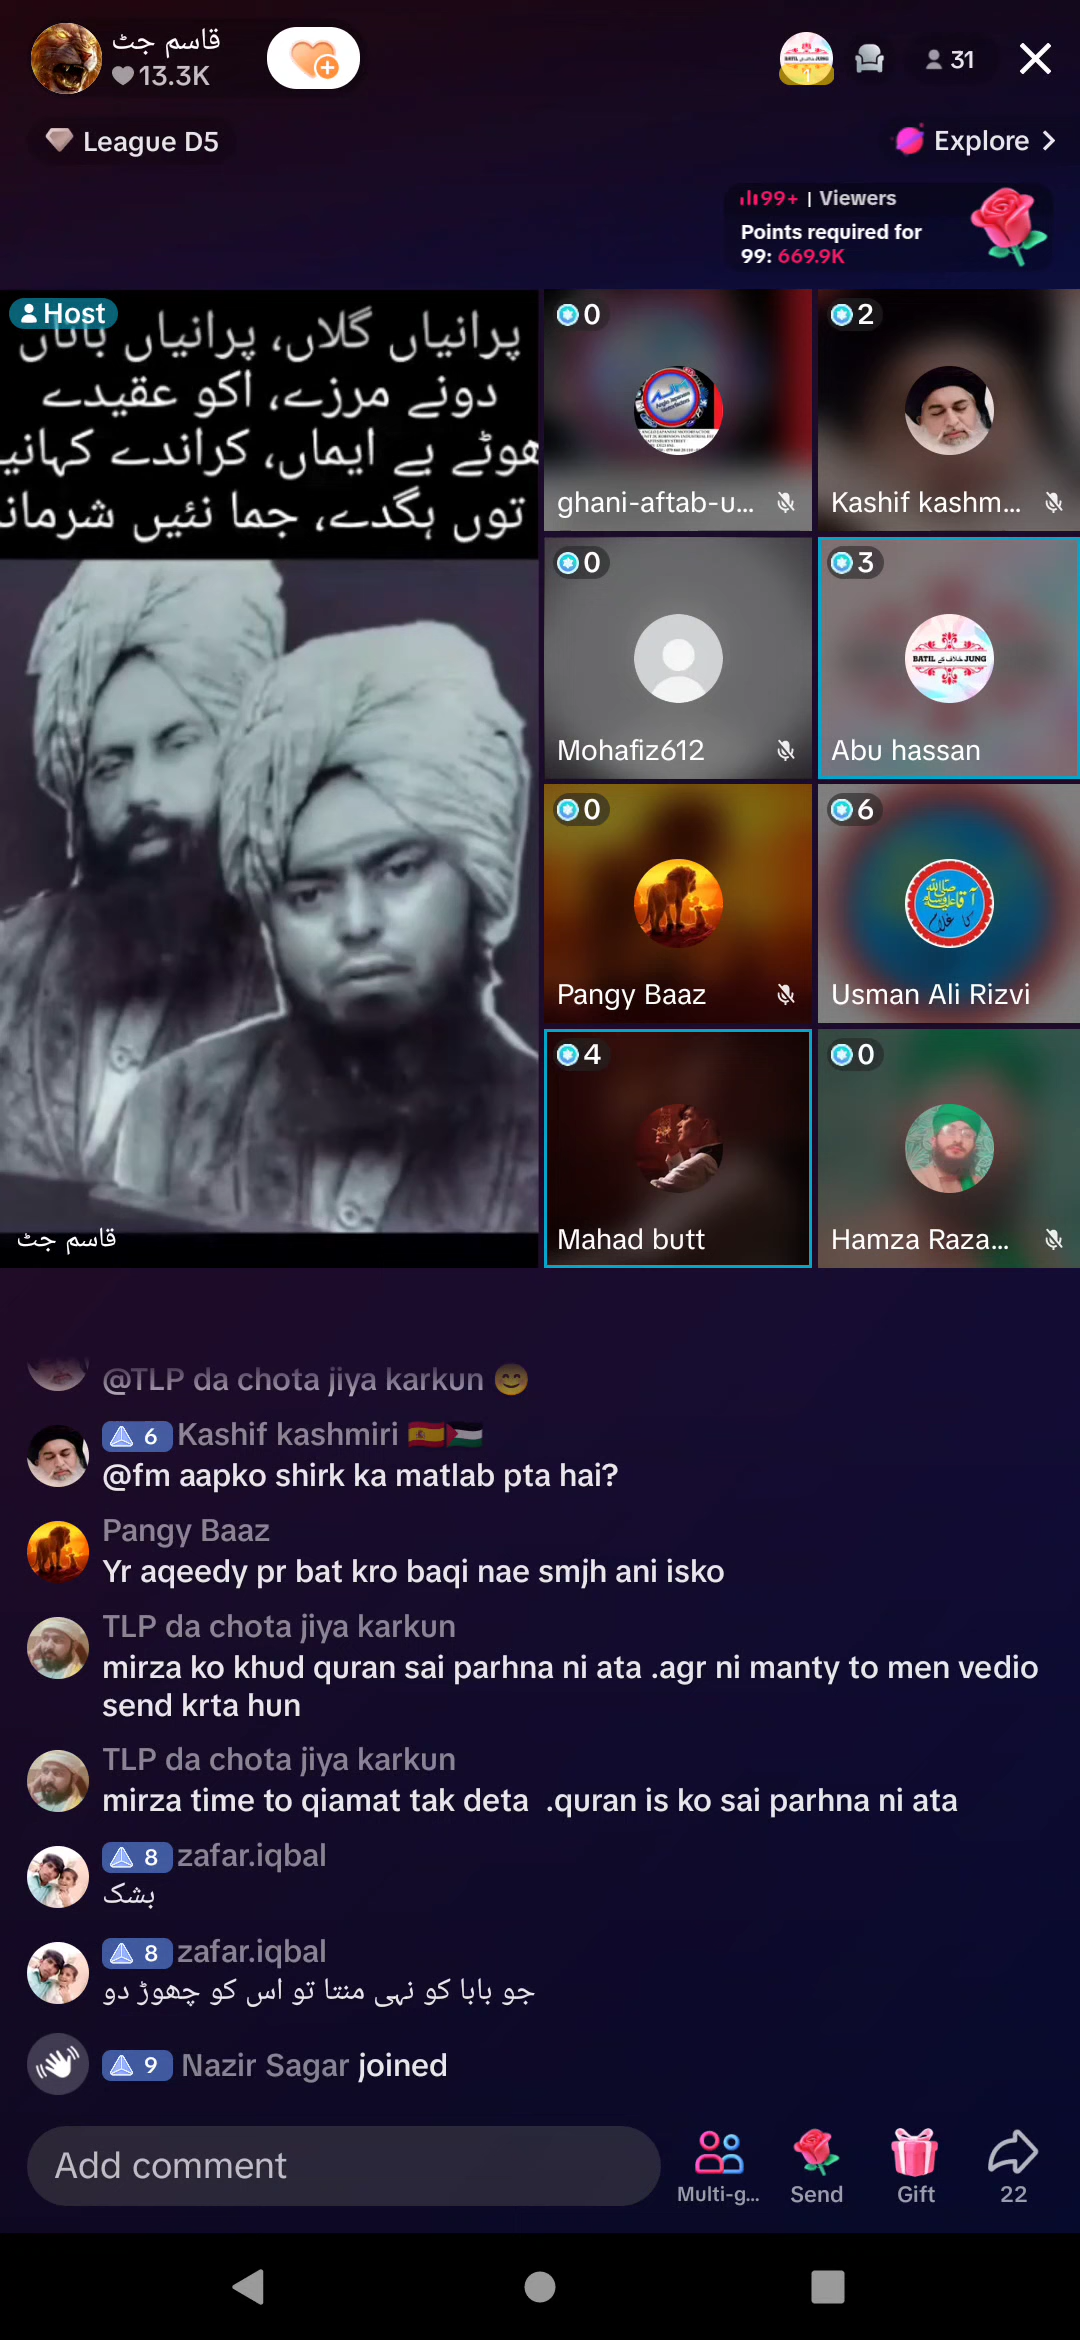 قاسم جٹ
13.3K
31
League D5
Explore
99+ | Viewers
Points required for
99: 669.9K
Host
پرانیاں گلاں، پرانیاں باتاں
دونے مرزے، اکو عقیدے
بے ایماں، کراندے
توں ہگدے، جما نئیں
قاسم جٹ
0
ghani-aftab-u...
2
Kashif kashm...
0
Mohafiz612
3
BATIL خلاف کے JUNG
Abu hassan
0
Pangy Baaz
6
Usman Ali Rizvi
4
Mahad butt
0
Hamza Raza...
@TLP da chota jiya karkun 😊
6 Kashif kashmiri 🇪🇸🇵🇸
@fm aapko shirk ka matlab pta hai?
Pangy Baaz
Yr aqeedy pr bat kro baqi nae smjh ani isko
TLP da chota jiya karkun
mirza ko khud quran sai parhna ni ata .agr ni manty to men vedio
send krta hun
TLP da chota jiya karkun
mirza time to qiamat tak deta .quran is ko sai parhna ni ata
8 zafar.iqbal
بشک
8 zafar.iqbal
جو بابا کو نہی منتا تو اس کو چھوڑ دو
9 Nazir Sagar joined
Add comment
Multi-g...
Send
Gift
22